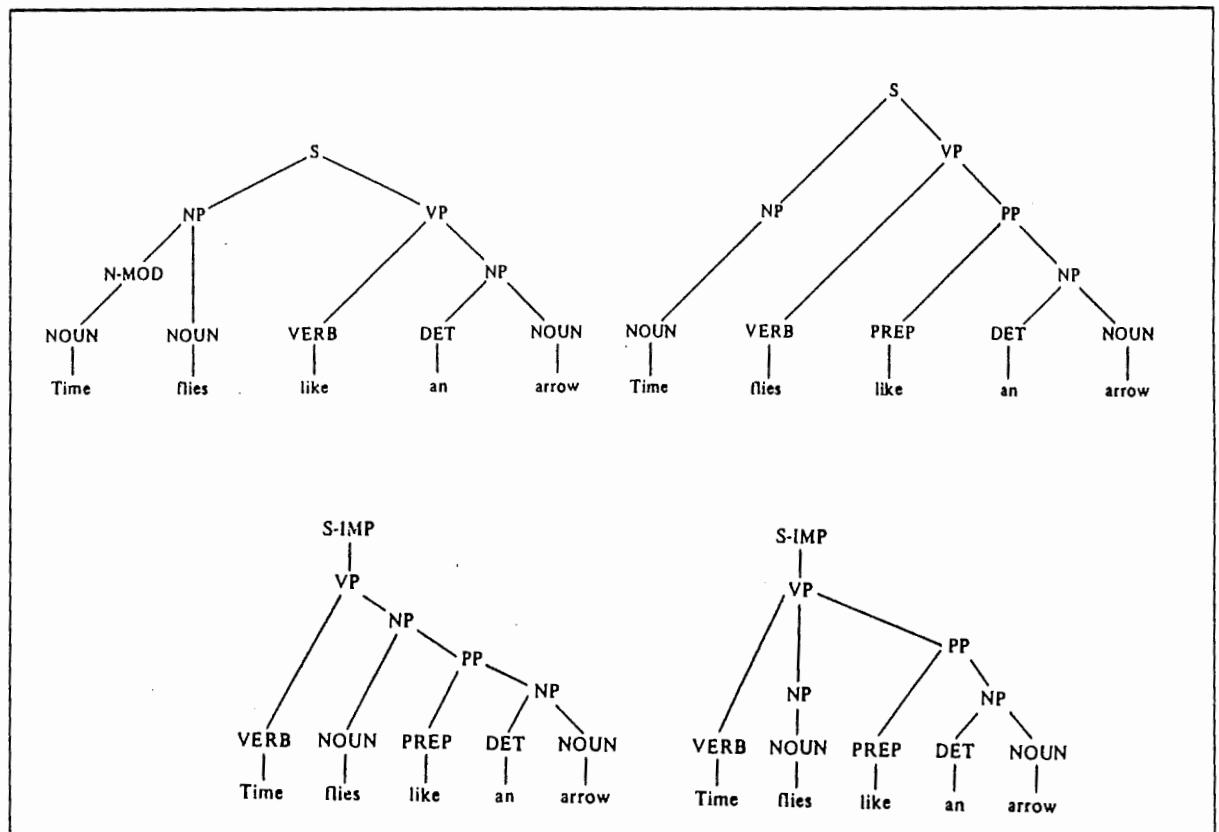 S
NP VP
N-MOD NP
NOUN NOUN VERB DET NOUN
Time flies like an arrow
S
VP
NP PP
NP
NOUN VERB PREP DET NOUN
Time flies like an arrow
S-IMP
VP
NP
PP
NP
VERB NOUN PREP DET NOUN
Time flies like an arrow
S-IMP
VP
PP
NP NP
VERB NOUN PREP DET NOUN
Time flies like an arrow